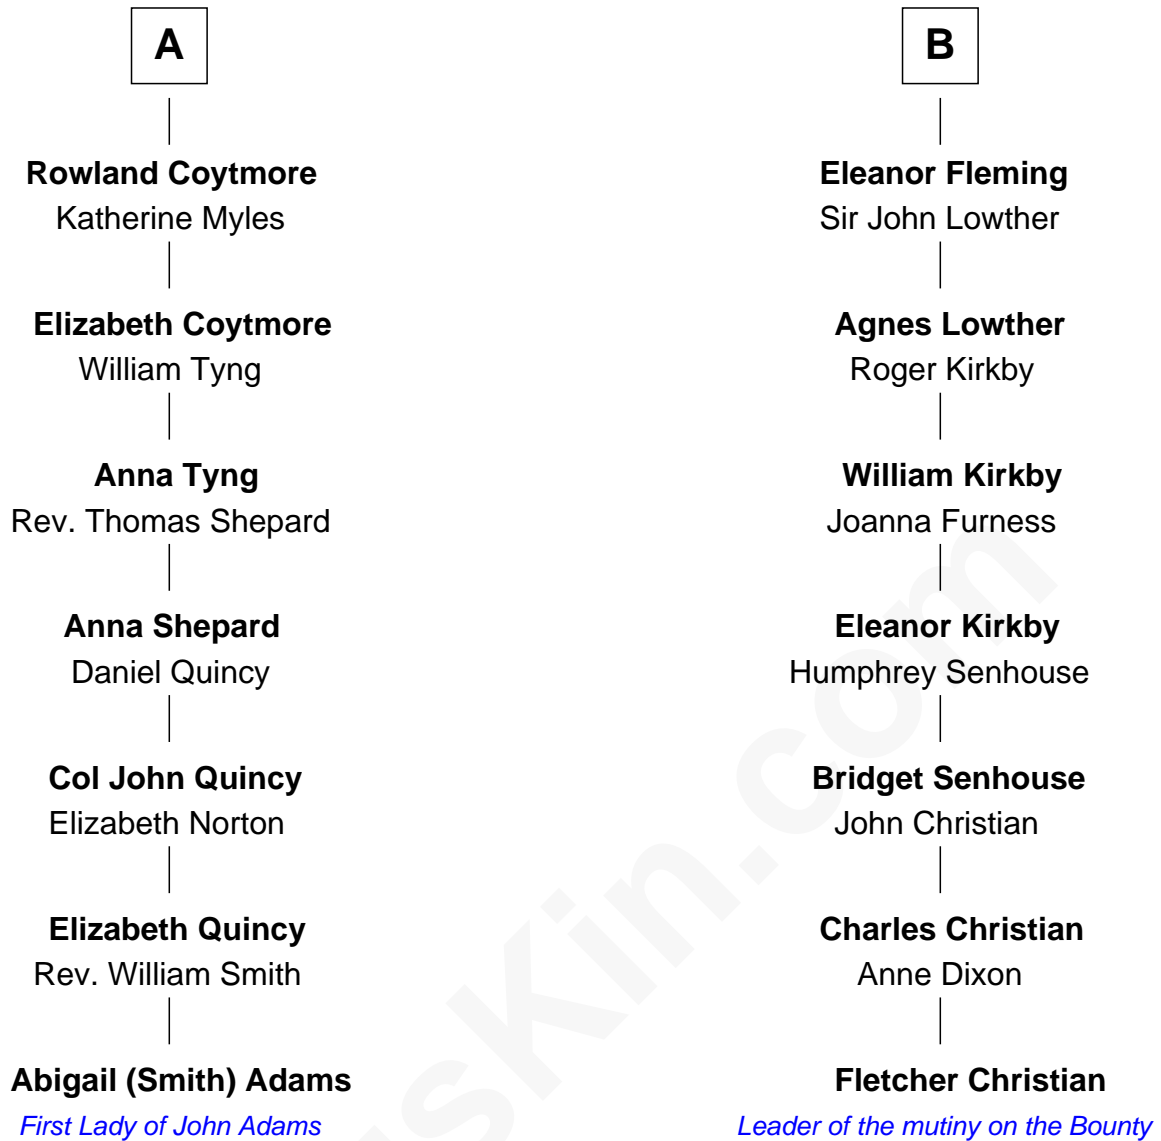 A
B
Rowland Coytmore
Katherine Myles
Eleanor Fleming
Sir John Lowther
Elizabeth Coytmore
William Tyng
Agnes Lowther
Roger Kirkby
Anna Tyng
Rev. Thomas Shepard
William Kirkby
Joanna Furness
Anna Shepard
Daniel Quincy
Eleanor Kirkby
Humphrey Senhouse
Col John Quincy
Elizabeth Norton
Bridget Senhouse
John Christian
Elizabeth Quincy
Rev. William Smith
Charles Christian
Anne Dixon
Abigail (Smith) Adams
First Lady of John Adams
Fletcher Christian
Leader of the mutiny on the Bounty
sKin.com